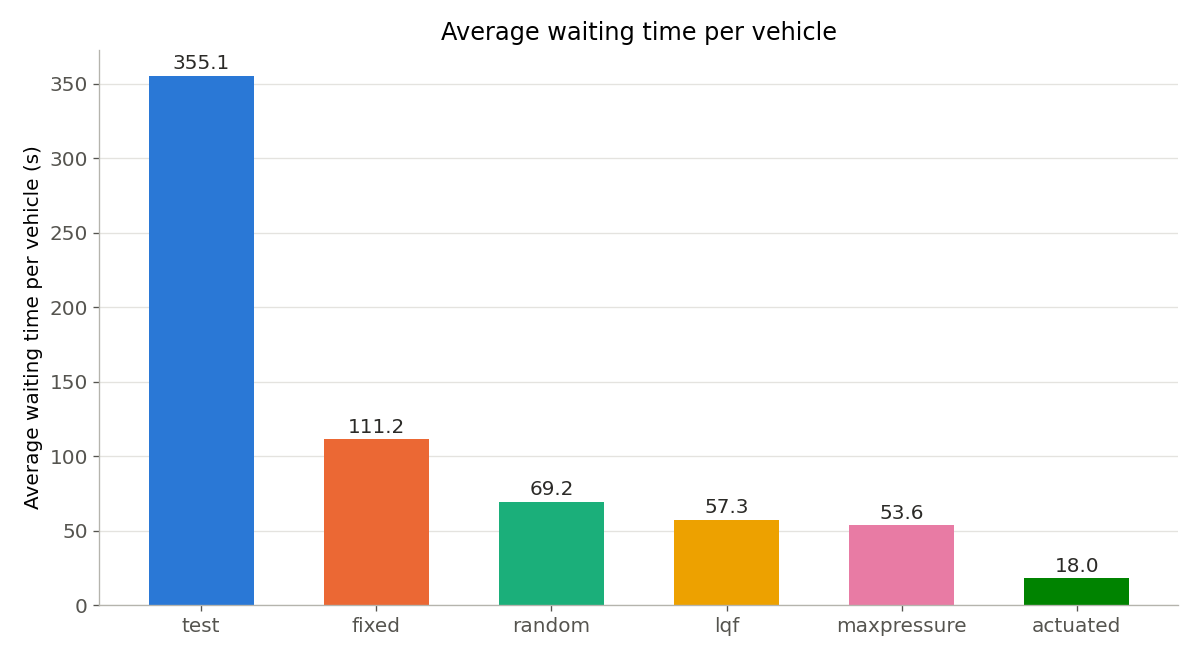 Average waiting time per vehicle
Average waiting time per vehicle (s)
350
300
250
200
150
100
50
0
355.1
111.2
69.2
57.3
53.6
18.0
test
fixed
random
lqf
maxpressure
actuated